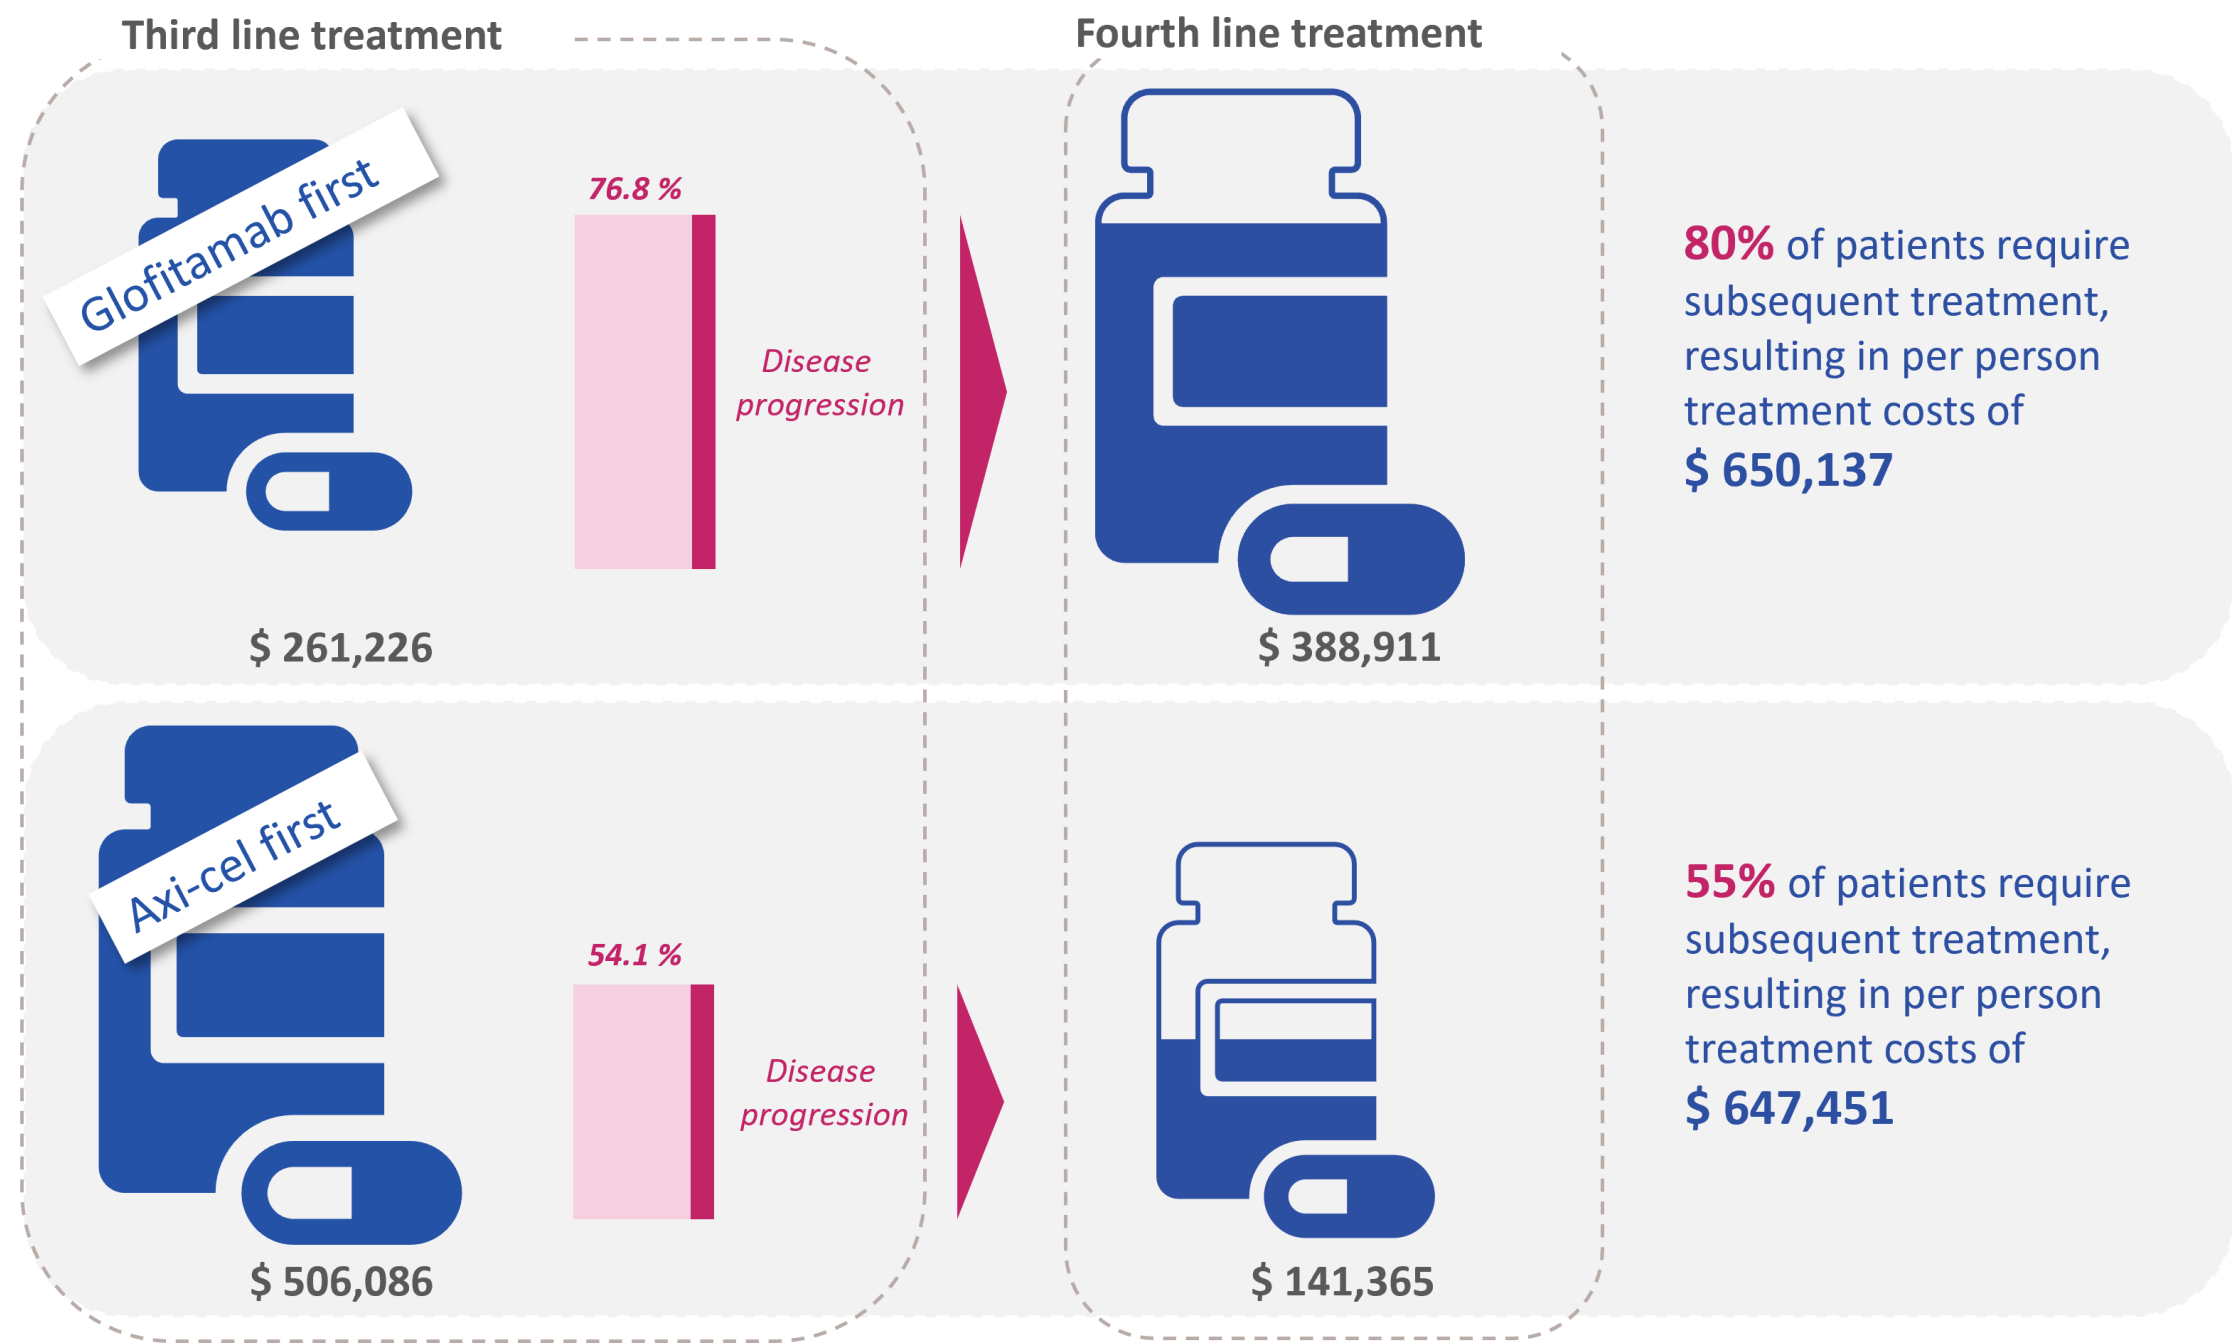 Third line treatment
Fourth line treatment
Glofitamab first
76.8 %
Disease
progression
$ 261,226
$ 388,911
80% of patients require
subsequent treatment,
resulting in per person
treatment costs of
$ 650,137
Axi-cel first
54.1 %
Disease
progression
$ 506,086
$ 141,365
55% of patients require
subsequent treatment,
resulting in per person
treatment costs of
$ 647,451